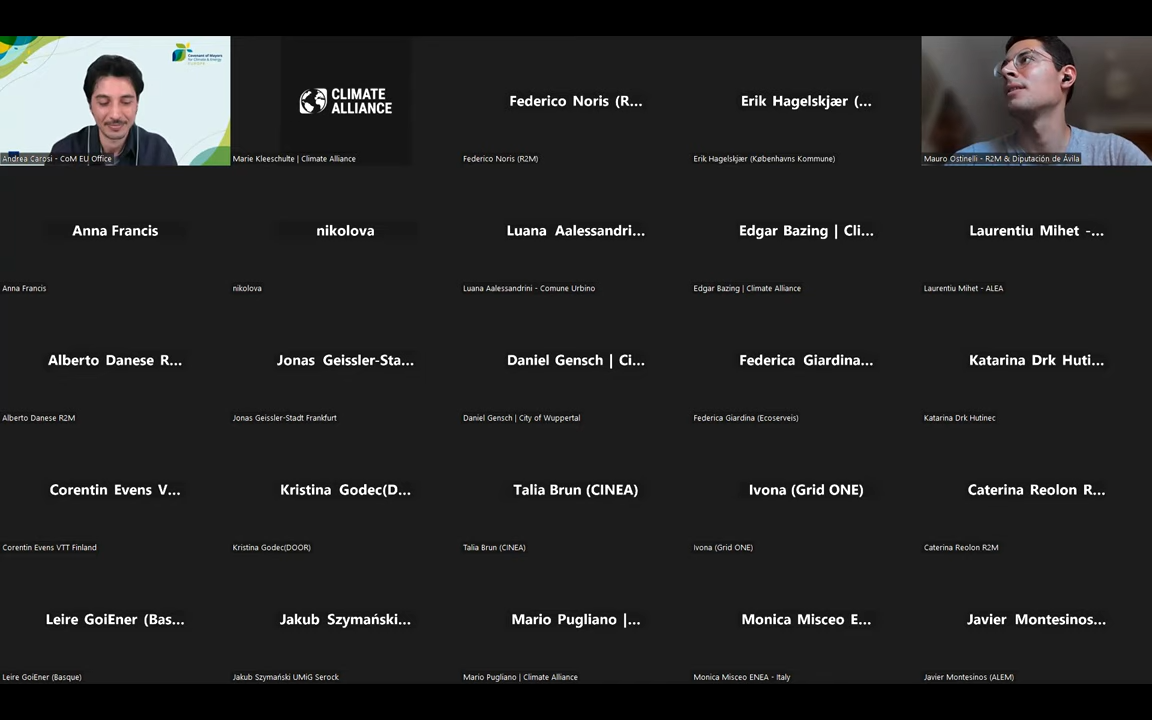 Covenant of Mayors
for Climate & Energy
EUROPE
CLIMATE
ALLIANCE
Federico Noris (R...
Erik Hagelskjær (...
Andrea Carosi - CoM EU Office
Marie Kleeschulte | Climate Alliance
Federico Noris (R2M)
Erik Hagelskjær (Københavns Kommune)
Mauro Ostinelli - R2M & Diputación de Ávila
Anna Francis
nikolova
Luana Aalessandri...
Edgar Bazing | Cli...
Laurentiu Mihet -...
Anna Francis
nikolova
Luana Aalessandrini - Comune Urbino
Edgar Bazing | Climate Alliance
Laurentiu Mihet - ALEA
Alberto Danese R...
Jonas Geissler-Sta...
Daniel Gensch | Ci...
Federica Giardina...
Katarina Drk Huti...
Alberto Danese R2M
Jonas Geissler-Stadt Frankfurt
Daniel Gensch | City of Wuppertal
Federica Giardina (Ecoserveis)
Katarina Drk Hutinec
Corentin Evens V...
Kristina Godec(D...
Talia Brun (CINEA)
Ivona (Grid ONE)
Caterina Reolon R...
Corentin Evens VTT Finland
Kristina Godec(DOOR)
Talia Brun (CINEA)
Ivona (Grid ONE)
Caterina Reolon R2M
Leire GoiEner (Bas...
Jakub Szymański...
Mario Pugliano |...
Monica Misceo E...
Javier Montesinos...
Leire GoiEner (Basque)
Jakub Szymański UMiG Serock
Mario Pugliano | Climate Alliance
Monica Misceo ENEA - Italy
Javier Montesinos (ALEM)